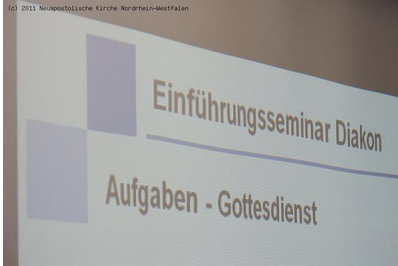 (c) 2011 Neuapostolische Kirche Nordrhein-Westfalen
Einführungsseminar Diakon
Aufgaben - Gottesdienst